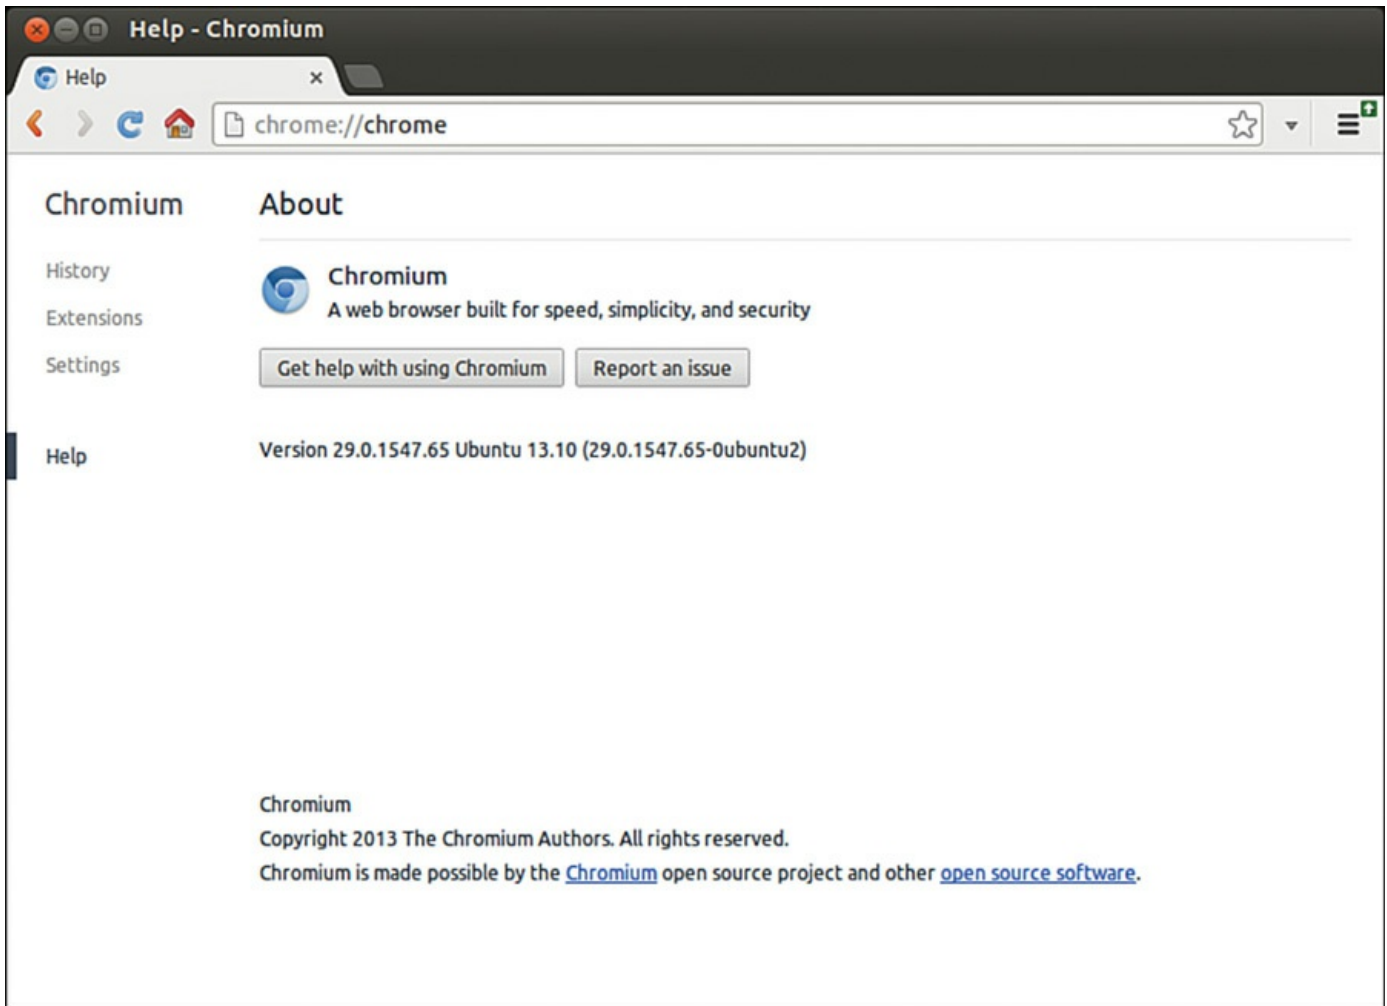 Help - Chromium
Help
chrome://chrome
Chromium
History
Extensions
Settings
Help
About
Chromium
A web browser built for speed, simplicity, and security
Get help with using Chromium
Report an issue
Version 29.0.1547.65 Ubuntu 13.10 (29.0.1547.65-0ubuntu2)
Chromium
Copyright 2013 The Chromium Authors. All rights reserved.
Chromium is made possible by the Chromium open source project and other open source software.